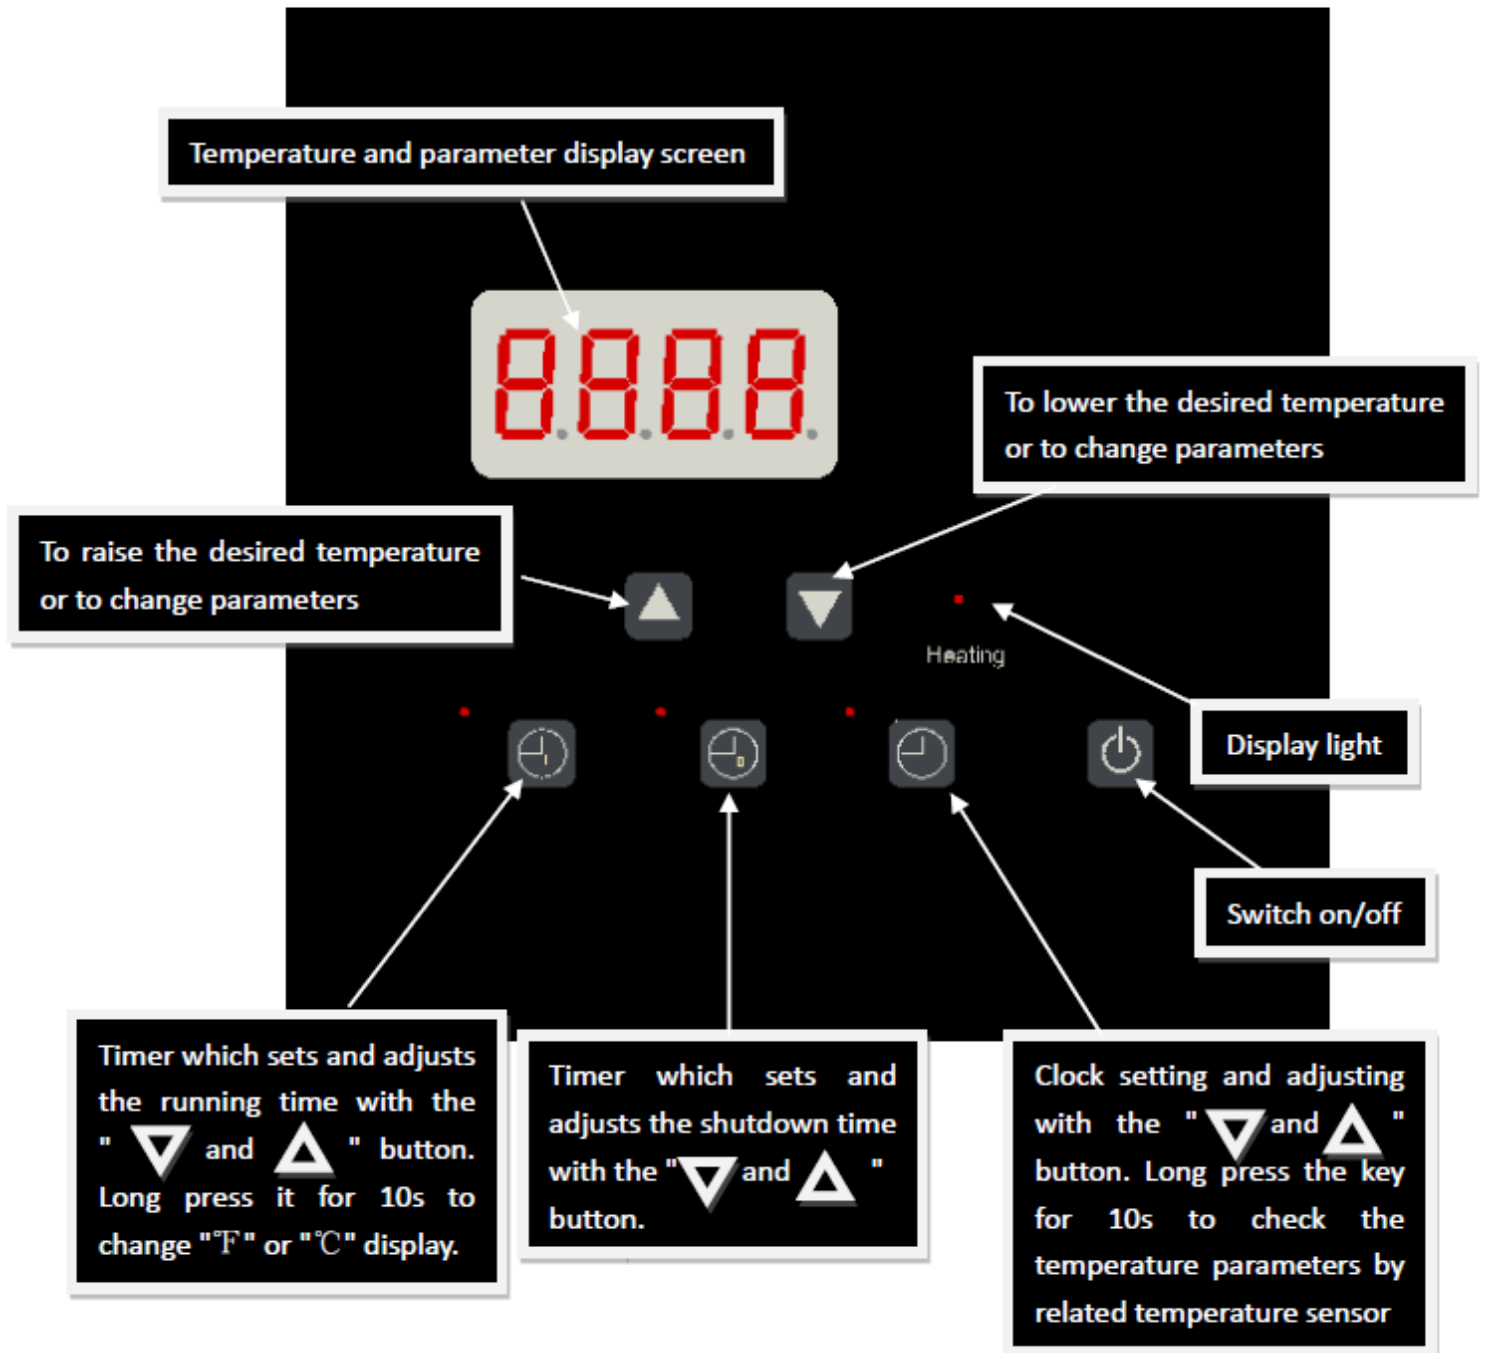 Temperature and parameter display screen
8.8.8.8.
To lower the desired temperature
or to change parameters
To raise the desired temperature
or to change parameters
Heating
Display light
Switch on/off
Timer which sets and adjusts
the running time with the
" ▽ and △ " button.
Long press it for 10s to
change "℉" or "℃" display.
Timer which sets and
adjusts the shutdown time
with the "▽ and △ "
button.
Clock setting and adjusting
with the "▽ and △ "
button. Long press the key
for 10s to check the
temperature parameters by
related temperature sensor